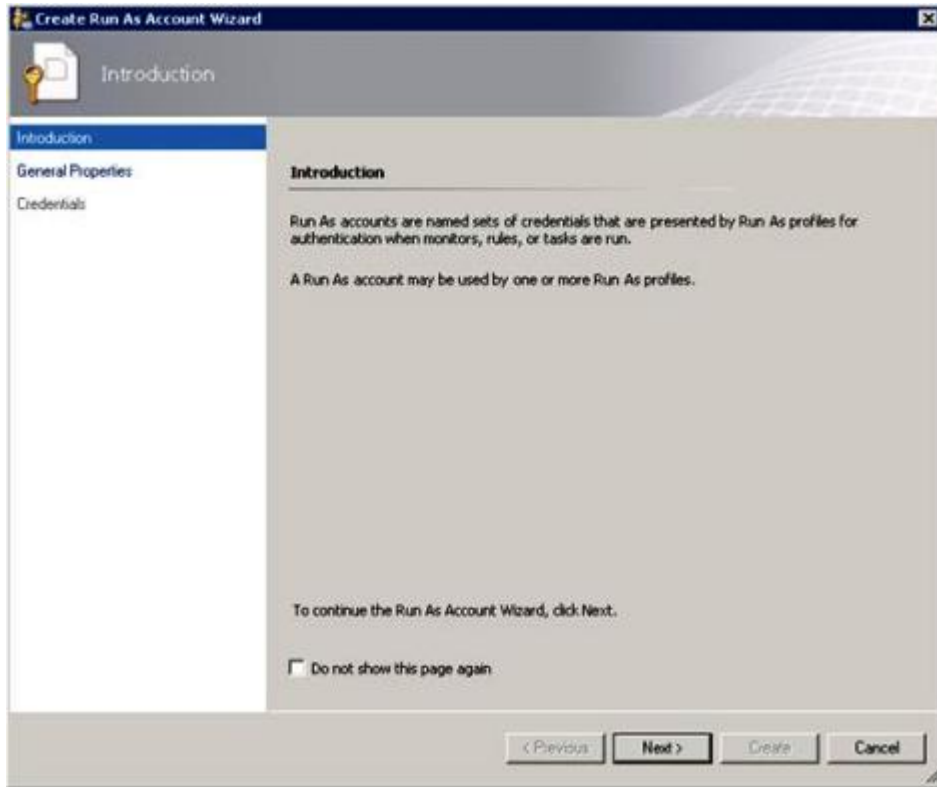 Create Run As Account Wizard
Introduction
Introduction
General Properties
Credentials
Introduction
Run As accounts are named sets of credentials that are presented by Run As profiles for
authentication when monitors, rules, or tasks are run.
A Run As account may be used by one or more Run As profiles.
To continue the Run As Account Wizard, click Next.
Do not show this page again
< Previous
Next >
Create
Cancel